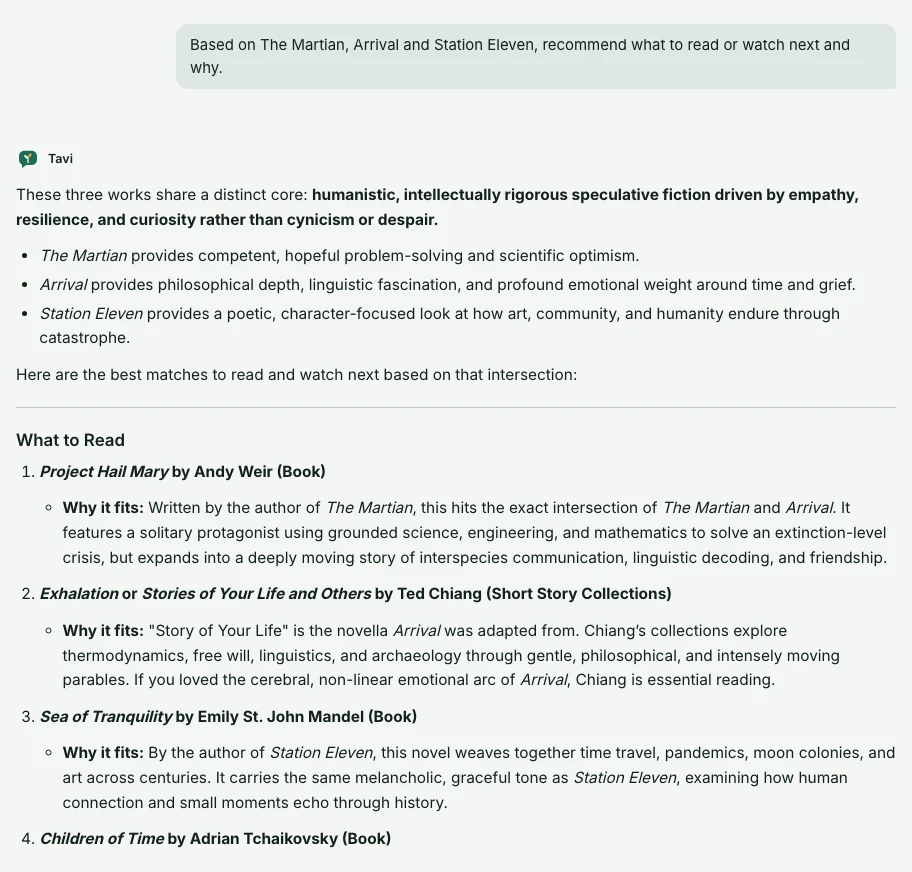 Based on The Martian, Arrival and Station Eleven, recommend what to read or watch next and
why.
Tavi
These three works share a distinct core: humanistic, intellectually rigorous speculative fiction driven by empathy,
resilience, and curiosity rather than cynicism or despair.
• The Martian provides competent, hopeful problem-solving and scientific optimism.
• Arrival provides philosophical depth, linguistic fascination, and profound emotional weight around time and grief.
• Station Eleven provides a poetic, character-focused look at how art, community, and humanity endure through
catastrophe.
Here are the best matches to read and watch next based on that intersection:
What to Read
1. Project Hail Mary by Andy Weir (Book)
◦ Why it fits: Written by the author of The Martian, this hits the exact intersection of The Martian and Arrival. It
features a solitary protagonist using grounded science, engineering, and mathematics to solve an extinction-level
crisis, but expands into a deeply moving story of interspecies communication, linguistic decoding, and friendship.
2. Exhalation or Stories of Your Life and Others by Ted Chiang (Short Story Collections)
◦ Why it fits: "Story of Your Life" is the novella Arrival was adapted from. Chiang’s collections explore
thermodynamics, free will, linguistics, and archaeology through gentle, philosophical, and intensely moving
parables. If you loved the cerebral, non-linear emotional arc of Arrival, Chiang is essential reading.
3. Sea of Tranquility by Emily St. John Mandel (Book)
◦ Why it fits: By the author of Station Eleven, this novel weaves together time travel, pandemics, moon colonies, and
art across centuries. It carries the same melancholic, graceful tone as Station Eleven, examining how human
connection and small moments echo through history.
4. Children of Time by Adrian Tchaikovsky (Book)